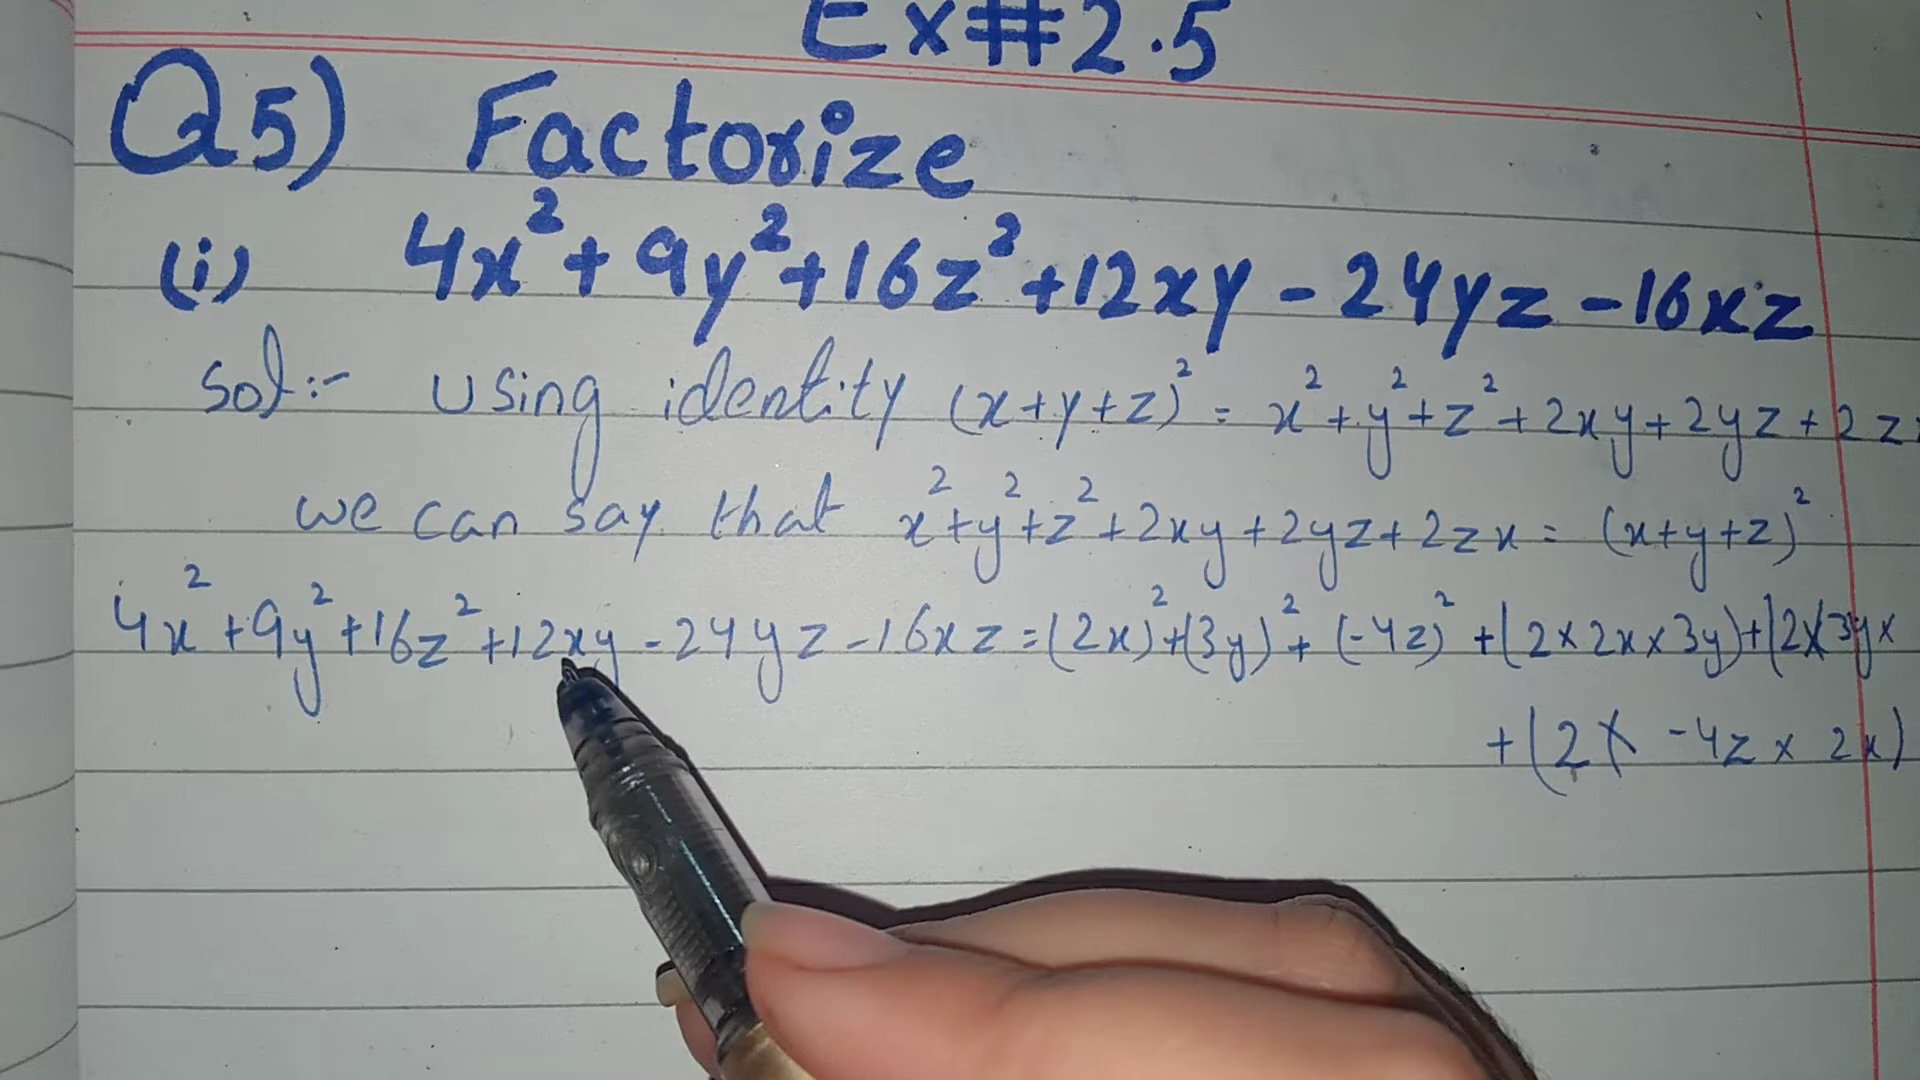 Ex#2.5
Q5) Factorize
(i) 4x² + 9y² + 16z² + 12xy - 24yz - 16xz
Sol:- Using identity (x+y+z)² = x² + y² + z² + 2xy + 2yz + 2z
we can say that x² + y² + z² + 2xy + 2yz + 2zx = (x+y+z)²
4x² + 9y² + 16z² + 12xy - 24yz - 16xz = (2x)² + (3y)² + (-4z)² + (2 × 2x × 3y) + (2 × 3y ×
+ (2 × -4z × 2x)